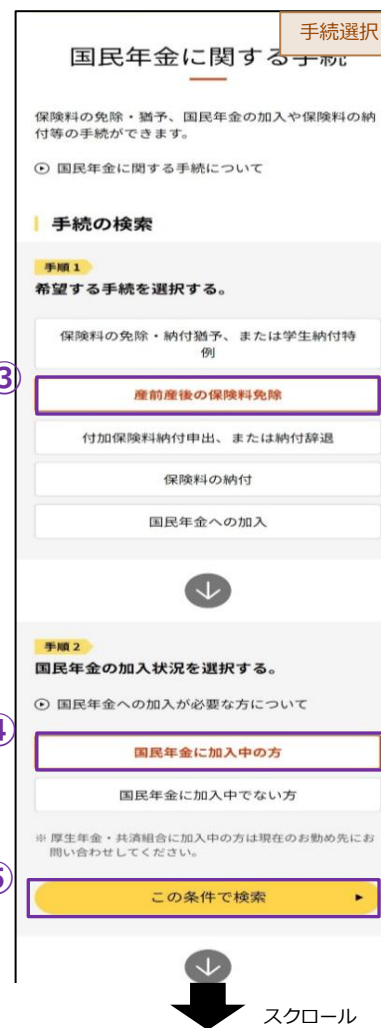 手続選択
国民年金に関する手続
保険料の免除・猶予、国民年金の加入や保険料の納
付等の手続ができます。
国民年金に関する手続について
手続の検索
手順1
希望する手続を選択する。
保険料の免除・納付猶予、または学生納付特
例
③
産前産後の保険料免除
付加保険料納付申出、または納付辞退
保険料の納付
国民年金への加入
手順2
国民年金の加入状況を選択する。
国民年金への加入が必要な方について
④
国民年金に加入中の方
国民年金に加入中でない方
※ 厚生年金・共済組合に加入中の方は現在のお勤め先にお
問い合わせしてください。
⑤
この条件で検索
スクロール